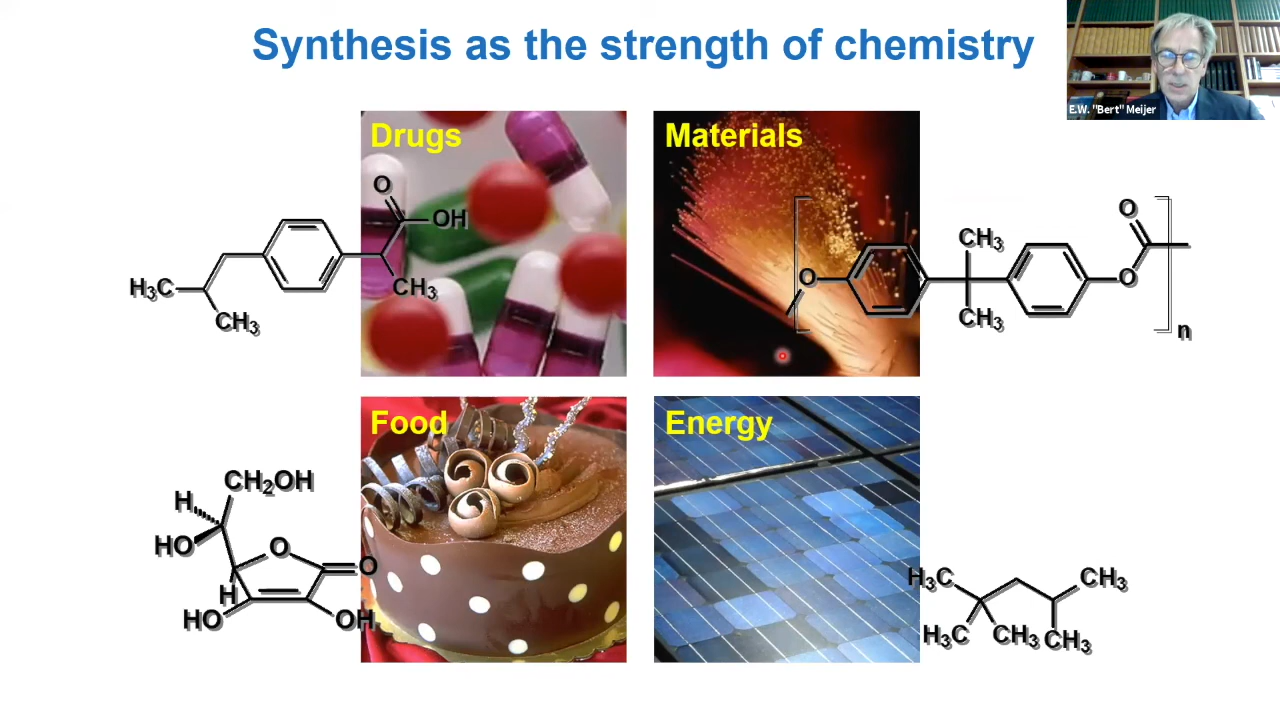 Synthesis as the strength of chemistry
E.W. "Bert" Meijer
Drugs
O
OH
H₃C
CH₃
CH₃
Materials
O
CH₃
O
O
CH₃
n
Food
CH₂OH
H
HO
O
O
H
HO
OH
Energy
H₃C
CH₃
H₃C
CH₃
CH₃